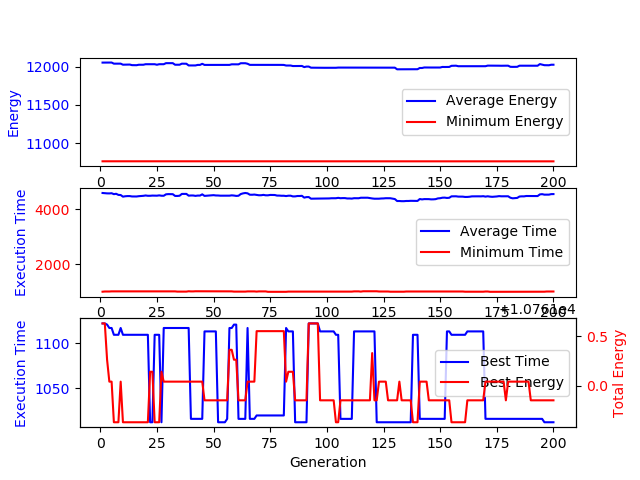 12000
11500
11000
Energy
Average Energy
Minimum Energy
0 25 50 75 100 125 150 175 200
4000
2000
Execution Time
Average Time
Minimum Time
0 25 50 75 100 125 150 175 200
+1.0761e4
1100
1050
Execution Time
Best Time
Best Energy
0.5
0.0
Total Energy
0 25 50 75 100 125 150 175 200
Generation